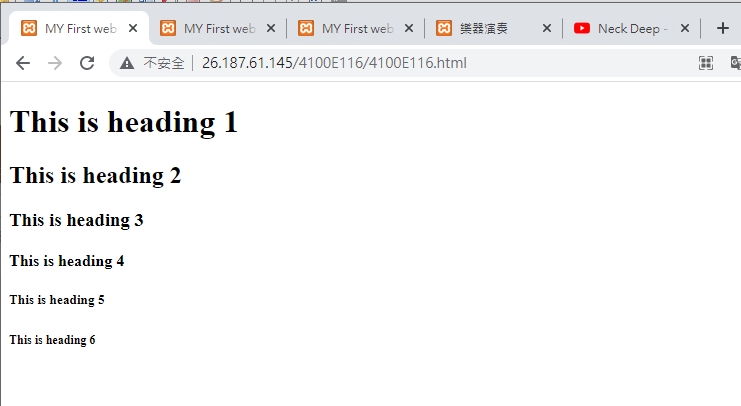 MY First web
MY First web
MY First web
樂器演奏
Neck Deep -
不安全
26.187.61.145/4100E116/4100E116.html
This is heading 1
This is heading 2
This is heading 3
This is heading 4
This is heading 5
This is heading 6